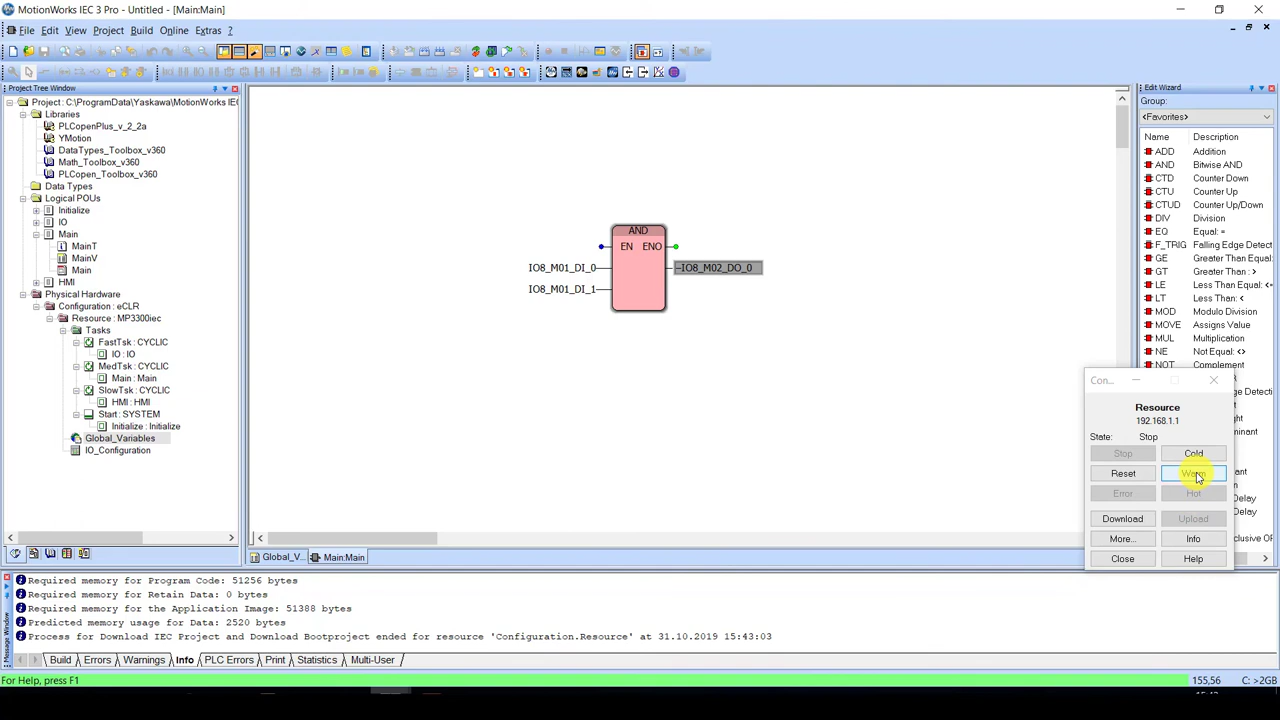 MotionWorks IEC 3 Pro - Untitled - [Main:Main]
File Edit View Project Build Online Extras ?
Project Tree Window
Project : C:\ProgramData\Yaskawa\MotionWorks IE
Libraries
PLCopenPlus_v_2_2a
YMotion
DataTypes_Toolbox_v360
Math_Toolbox_v360
PLCopen_Toolbox_v360
Data Types
Logical POUs
Initialize
IO
Main
MainT
MainV
Main
HMI
Physical Hardware
Configuration : eCLR
Resource : MP3300iec
Tasks
FastTsk : CYCLIC
IO : IO
MedTsk : CYCLIC
Main : Main
SlowTsk : CYCLIC
HMI : HMI
Start : SYSTEM
Initialize : Initialize
Global_Variables
IO_Configuration
AND
EN ENO
IO8_M01_DI_0
IO8_M02_DO_0
IO8_M01_DI_1
Global_V... Main:Main
Edit Wizard
Group:
<Favorites>
Name Description
ADD Addition
AND Bitwise AND
CTD Counter Down
CTU Counter Up
CTUD Counter Up/Down
DIV Division
EQ Equal: =
F_TRIG Falling Edge Detect
GE Greater Than Equal
GT Greater Than : >
LE Less Than Equal: <=
LT Less Than: <
MOD Modulo Division
MOVE Assigns Value
MUL Multiplication
NE Not Equal: <>
NOT Complement
Con...
Resource
192.168.1.1
State: Stop
Stop Cold
Reset Warm
Error Hot
Download Upload
More... Info
Close Help
Required memory for Program Code: 51256 bytes
Required memory for Retain Data: 0 bytes
Required memory for the Application Image: 51388 bytes
Predicted memory usage for Data: 2520 bytes
Process for Download IEC Project and Download Bootproject ended for resource 'Configuration.Resource' at 31.10.2019 15:43:03
Message Window
Build Errors Warnings Info PLC Errors Print Statistics Multi-User
For Help, press F1
155,56 C: >2GB